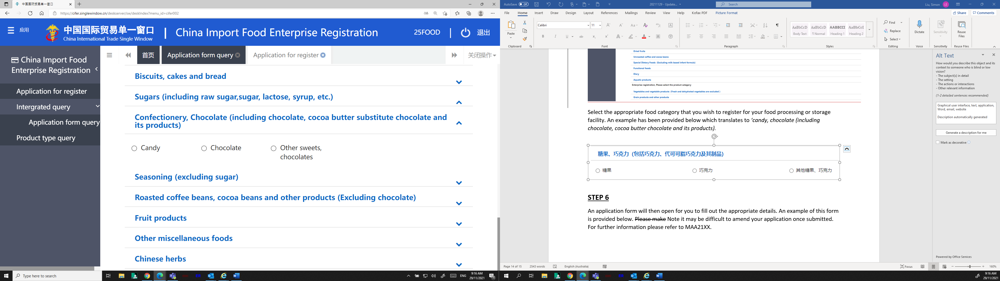 中国国际贸易单一窗口
https://cifer.singlewindow.cn/deskserver/sw/deskIndex?menu_id=cifer002
应用
中国国际贸易单一窗口
China International Trade Single Window
China Import Food Enterprise Registration
25FOOD
退出
China Import Food
Enterprise Registration
Application for register
Intergrated query
Application form query
Product type query
首页
Application form query
Application for register
关闭操作
Biscuits, cakes and bread
Sugars (including raw sugar,sugar, lactose, syrup, etc.)
Confectionery, Chocolate (including chocolate, cocoa butter substitute chocolate and
its products)
Candy
Chocolate
Other sweets,
chocolates
Seasoning (excluding sugar)
Roasted coffee beans, cocoa beans and other products (Excluding chocolate)
Fruit products
Other miscellaneous foods
Chinese herbs
Type here to search
ENG
9:16 AM
29/11/2021
AutoSave Off
20211129 - Update...
Search
Liu, Simon
LS
File Home Insert Draw Design Layout References Mailings Review View Help Kofax PDF Picture Format
Share
Comments
Paste
Clipboard
Calibri
11
Font
Paragraph
AaBbCcD AaBbCcD AABBCCI AaBbCcI
Body Text ¶ Normal Heading 1 Heading 2
Styles
Find
Replace
Select
Editing
Dictate
Voice
Sensitivity
Sensitivity
Reuse
Files
Reuse Files
Dried fruits
Unroasted coffee and cocoa beans
Special Dietary Foods (Excluding milk-based infant formula)
Functional foods
Diary
Aquatic products
Enterprise registration, Please select the product category
Vegetables and vegetable products (Fresh and dehydrated vegetables are excluded )
Grain products and other products
Select the appropriate food category that you wish to register for your food processing or storage
facility. An example has been provided below which translates to ‘candy, chocolate (including
chocolate, cocoa butter chocolate and its products).
糖果、巧克力（包括巧克力、代可可脂巧克力及其制品）
糖果
巧克力
其他糖果、巧克力
STEP 6
An application form will then open for you to fill out the appropriate details. An example of this form
is provided below. Please make Note it may be difficult to amend your application once submitted.
For further information please refer to MAA21XX.
Alt Text
How would you describe this object and its
context to someone who is blind or low
vision?
- The subject(s) in detail
- The setting
- The actions or interactions
- Other relevant information
(1-2 detailed sentences recommended)
Graphical user interface, text, application,
Word, email, website
Description automatically generated
Generate a description for me
Mark as decorative
Powered by Office Services
Page 14 of 15
2543 words
English (Australia)
Focus
160%
9:16 AM
29/11/2021